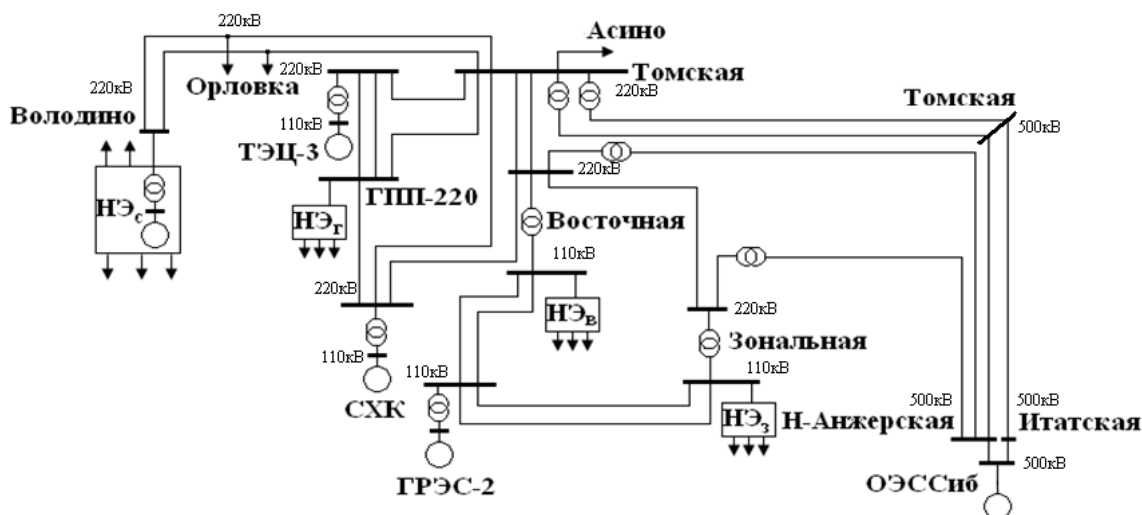 220кВ
Асино
220кВ
Орловка
220кВ
Томская
220кВ
Томская
500кВ
220кВ
Володино
110кВ
ТЭЦ-3
220кВ
ГПП-220
НЭс
НЭг
Восточная
110кВ
220кВ
НЭв
220кВ
Зональная
110кВ
СХК
110кВ
110кВ
НЭз
500кВ
500кВ
Н-Анжерская
Итатская
ГРЭС-2
ОЭССиб
500кВ